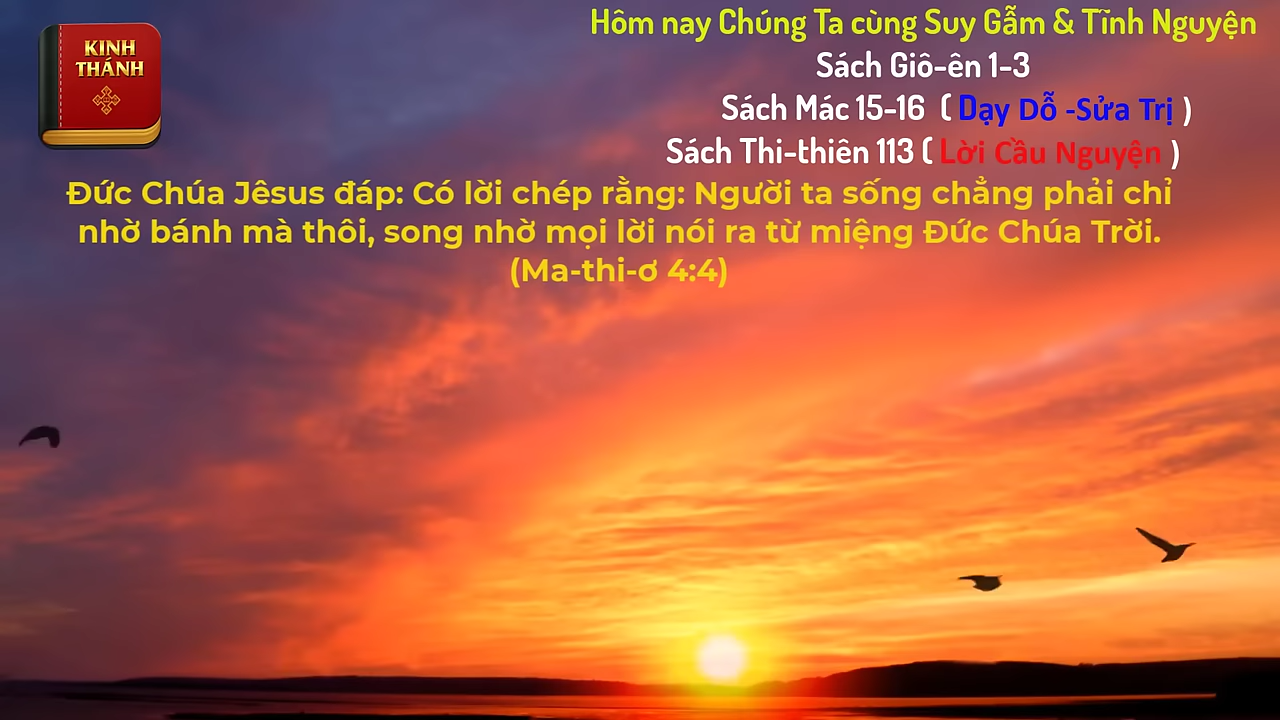 KINH
THÁNH
Hôm nay Chúng Ta cùng Suy Gẫm & Tĩnh Nguyện
Sách Giô-ên 1-3
Sách Mác 15-16 ( Dạy Dỗ -Sửa Trị )
Sách Thi-thiên 113 ( Lời Cầu Nguyện )
Đức Chúa Jêsus đáp: Có lời chép rằng: Người ta sống chẳng phải chỉ
nhờ bánh mà thôi, song nhờ mọi lời nói ra từ miệng Đức Chúa Trời.
(Ma-thi-ơ 4:4)